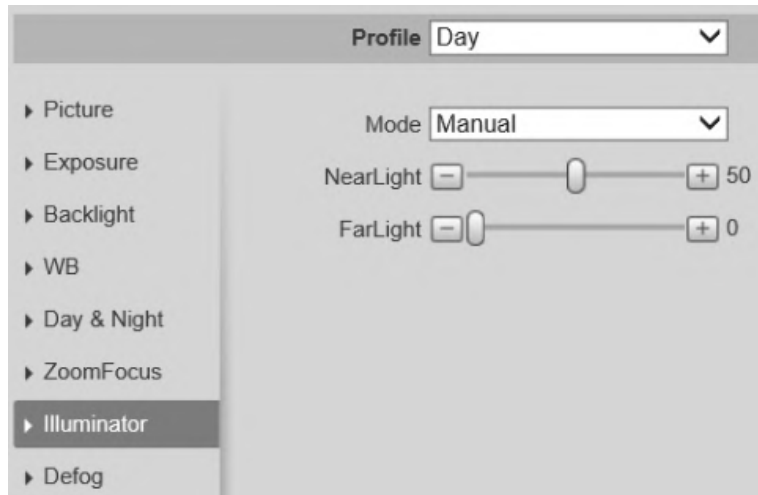 Profile Day
Picture
Mode Manual
Exposure
NearLight 50
Backlight
FarLight 0
WB
Day & Night
ZoomFocus
Illuminator
Defog